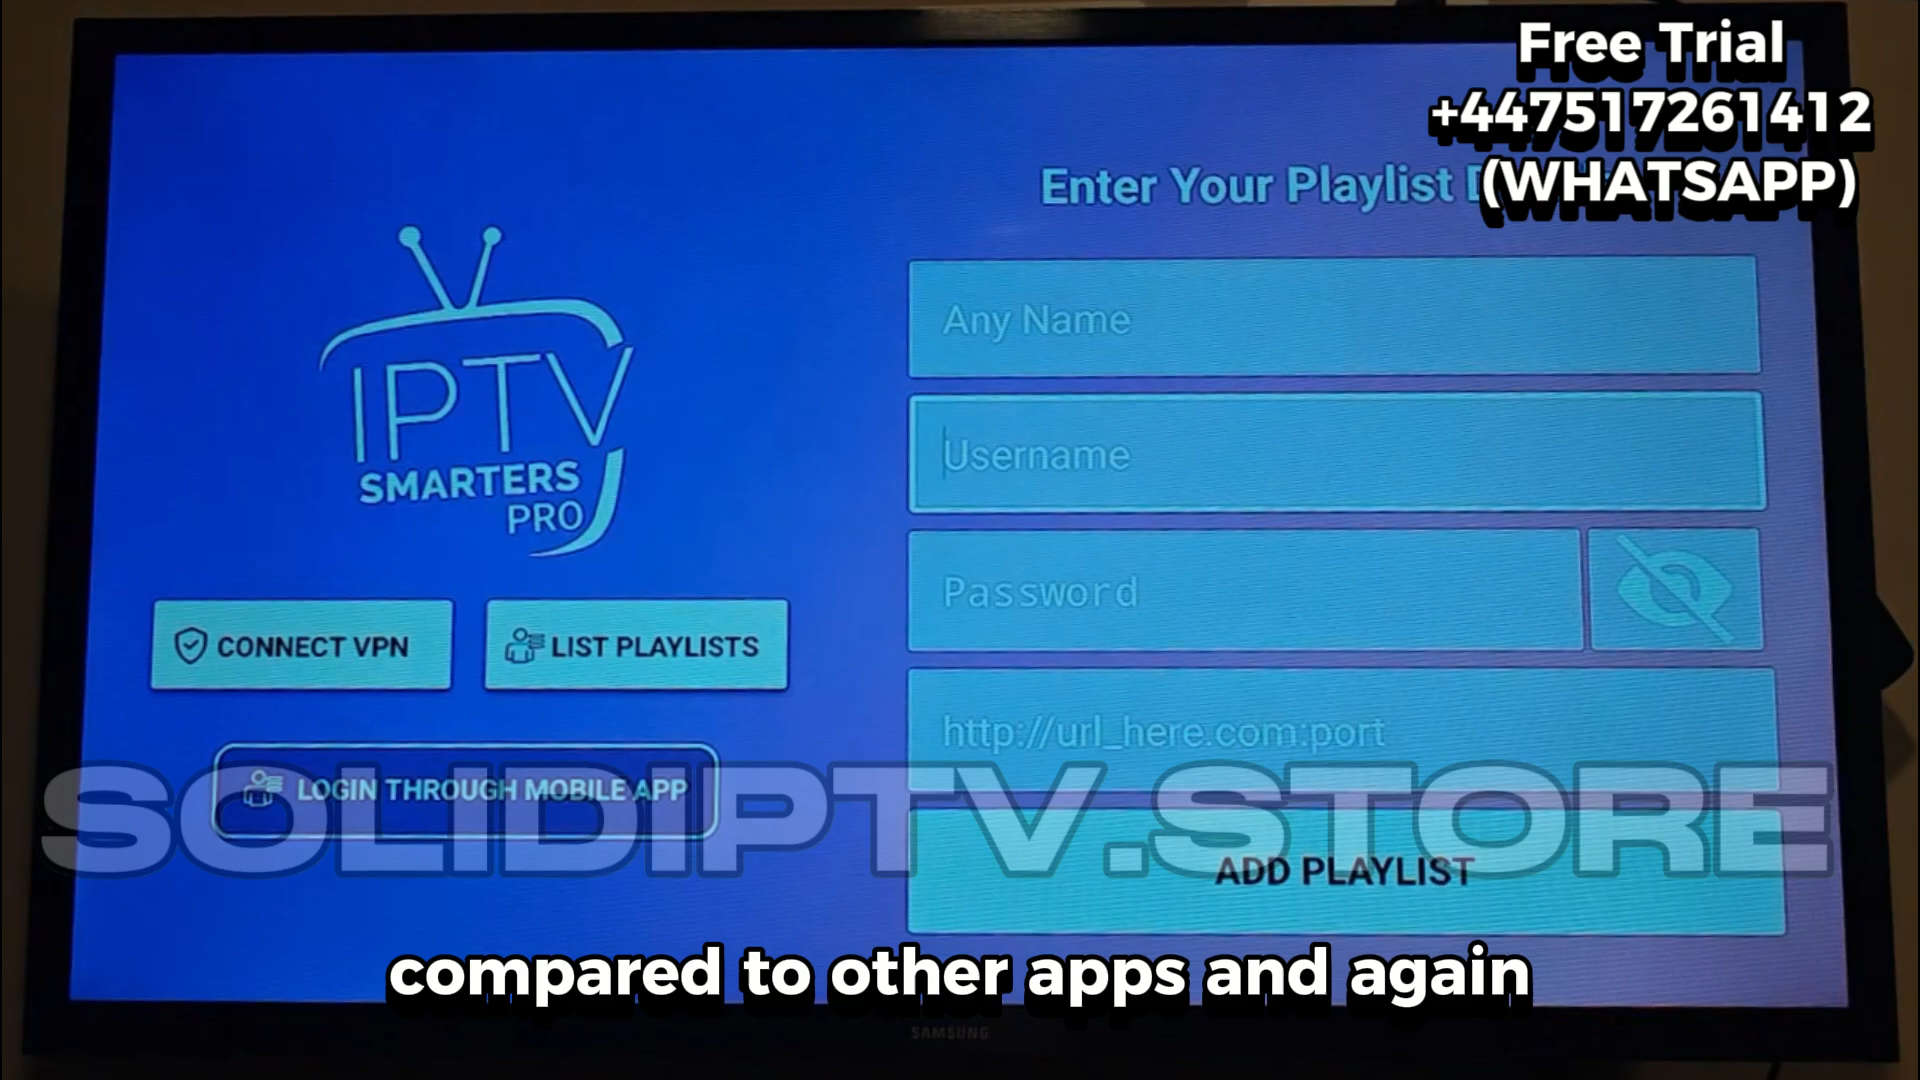 Free Trial
+447517261412
(WHATSAPP)
Enter Your Playlist
Any Name
IPTV
SMARTERS
PRO
Username
Password
CONNECT VPN
LIST PLAYLISTS
http://url_here.com:port
LOGIN THROUGH MOBILE APP
SOLIDIPTV.STORE
ADD PLAYLIST
compared to other apps and again
SAMSUNG